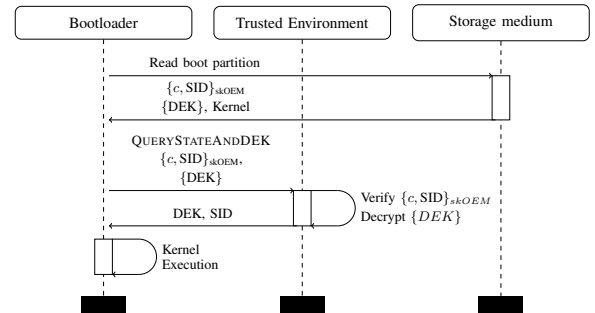 Bootloader
Trusted Environment
Storage medium
Read boot partition
{c, SID}skOEM
{DEK}, Kernel
QUERYSTATEANDDEK
{c, SID}skOEM,
{DEK}
Verify {c, SID}skOEM
Decrypt {DEK}
DEK, SID
Kernel
Execution